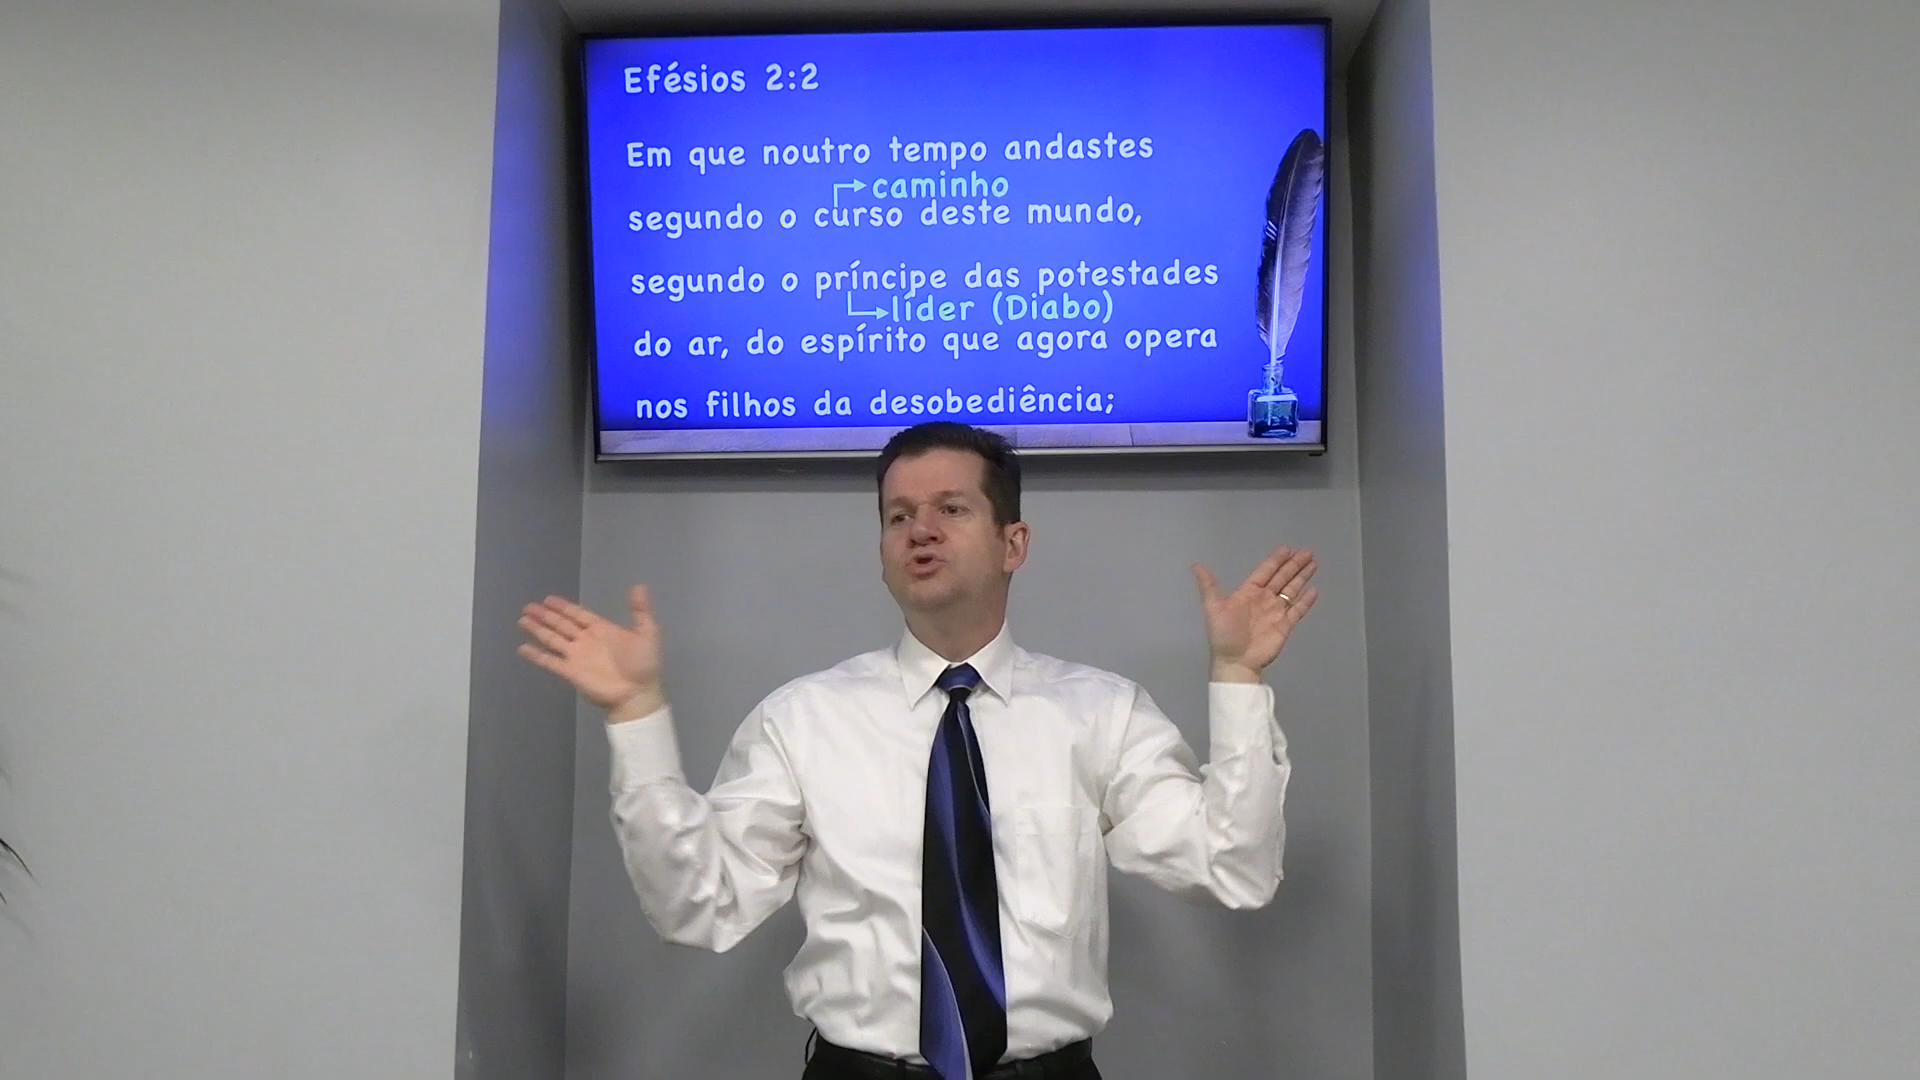 Efésios 2:2
Em que noutro tempo andastes
caminho
segundo o curso deste mundo,
segundo o príncipe das potestades
líder (Diabo)
do ar, do espírito que agora opera
nos filhos da desobediência;